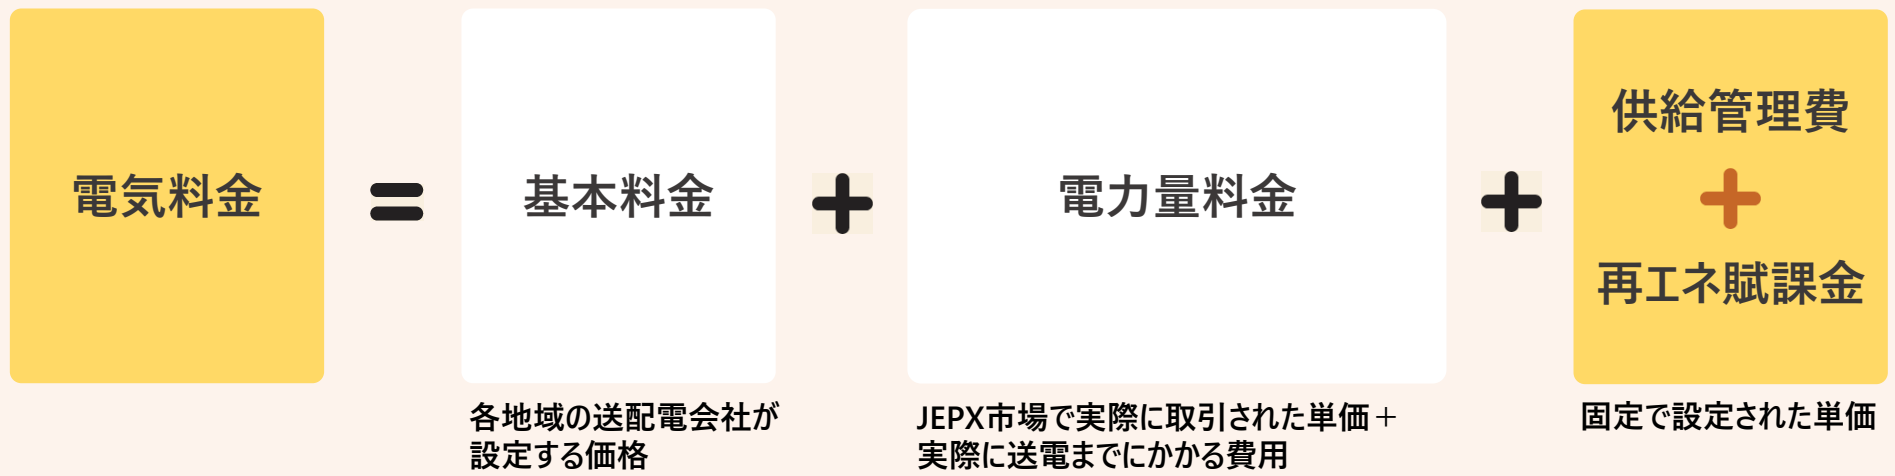 電気料金
=
基本料金
+
電力量料金
+
供給管理費
+
再エネ賦課金
各地域の送配電会社が
設定する価格
JEPX市場で実際に取引された単価＋
実際に送電までにかかる費用
固定で設定された単価